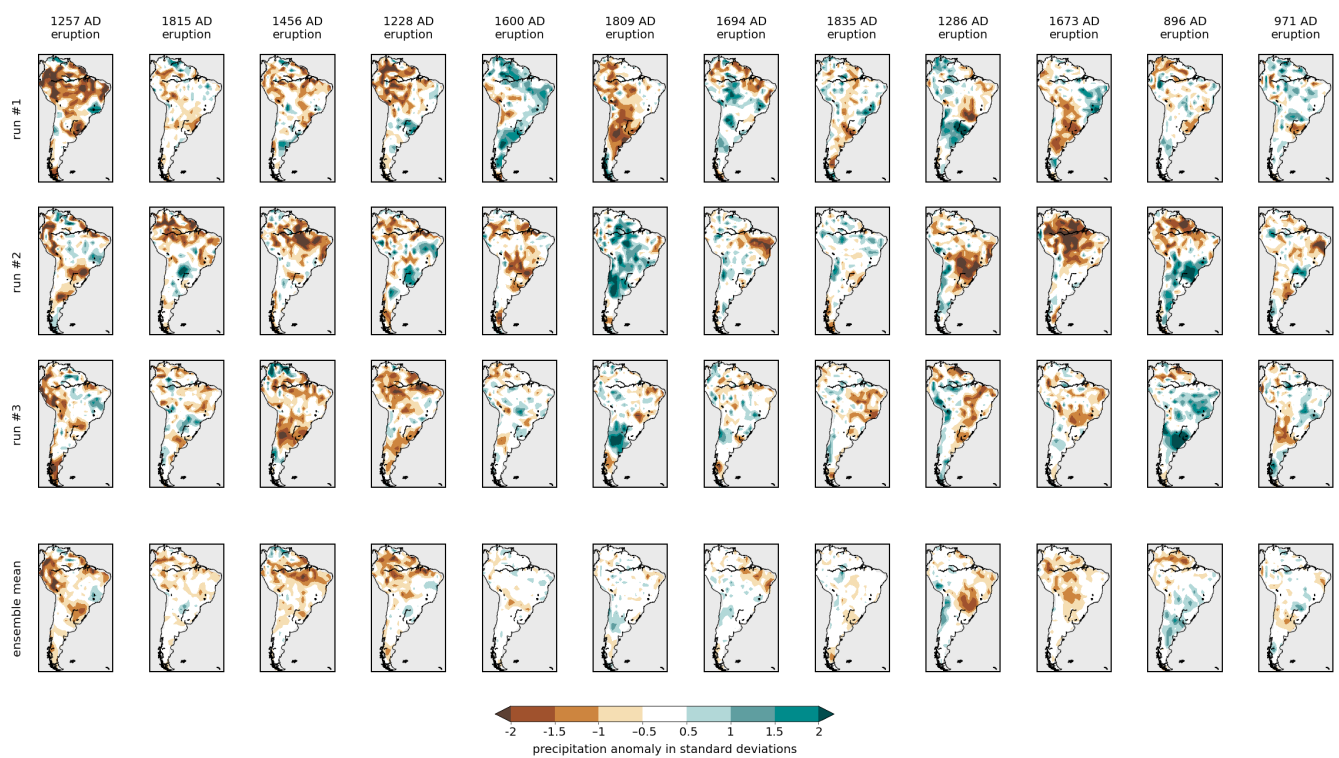 1257 AD 1815 AD 1456 AD 1228 AD 1600 AD 1809 AD 1694 AD 1835 AD 1286 AD 1673 AD 896 AD 971 AD
eruption eruption eruption eruption eruption eruption eruption eruption eruption eruption eruption eruption
run #1
run #2
run #3
ensemble mean
-2 -1.5 −1 −0.5 0.5 1 1.5 2
precipitation anomaly in standard deviations